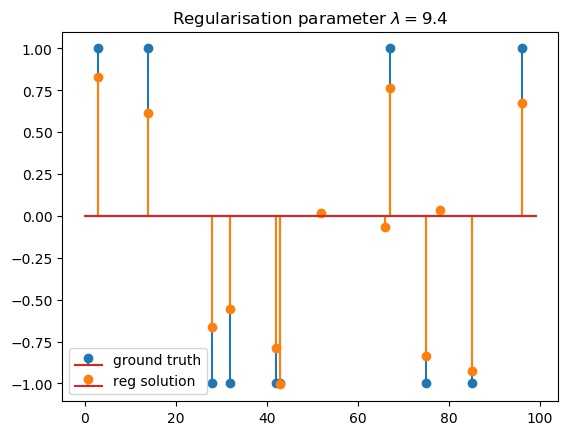 Regularisation parameter λ = 9.4
1.00
0.75
0.50
0.25
0.00
−0.25
−0.50
−0.75
−1.00
ground truth
reg solution
0 20 40 60 80 100